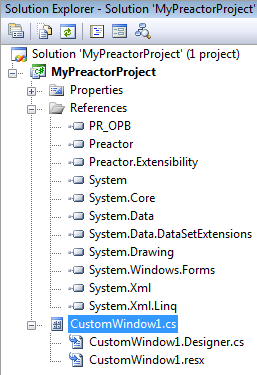 Solution Explorer - Solution 'MyPreactorProject'
Solution 'MyPreactorProject' (1 project)
MyPreactorProject
Properties
References
PR_OPB
Preactor
Preactor.Extensibility
System
System.Core
System.Data
System.Data.DataSetExtensions
System.Drawing
System.Windows.Forms
System.Xml
System.Xml.Linq
CustomWindow1.cs
CustomWindow1.Designer.cs
CustomWindow1.resx